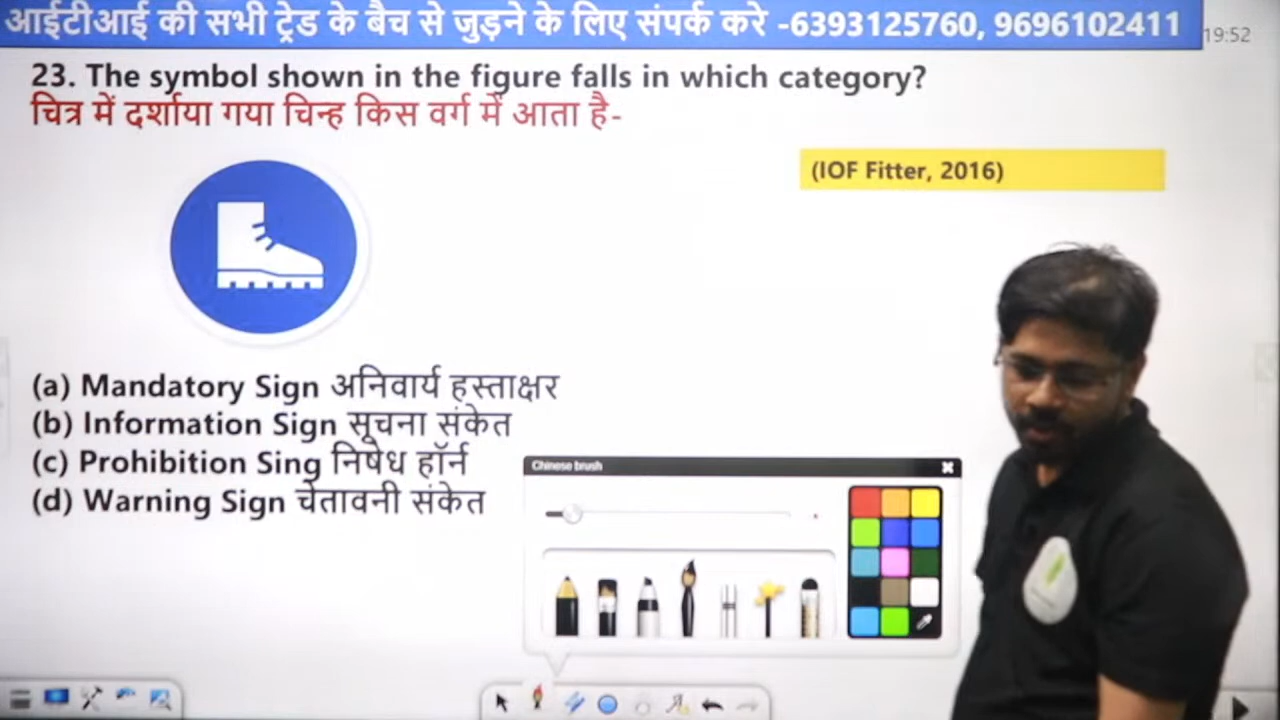 आईटीआई की सभी ट्रेड के बैच से जुड़ने के लिए संपर्क करे -6393125760, 9696102411
19:52
23. The symbol shown in the figure falls in which category?
चित्र में दर्शाया गया चिन्ह किस वर्ग में आता है-
(IOF Fitter, 2016)
(a) Mandatory Sign अनिवार्य हस्ताक्षर
(b) Information Sign सूचना संकेत
(c) Prohibition Sing निषेध हॉर्न
(d) Warning Sign चेतावनी संकेत
Chinese brush